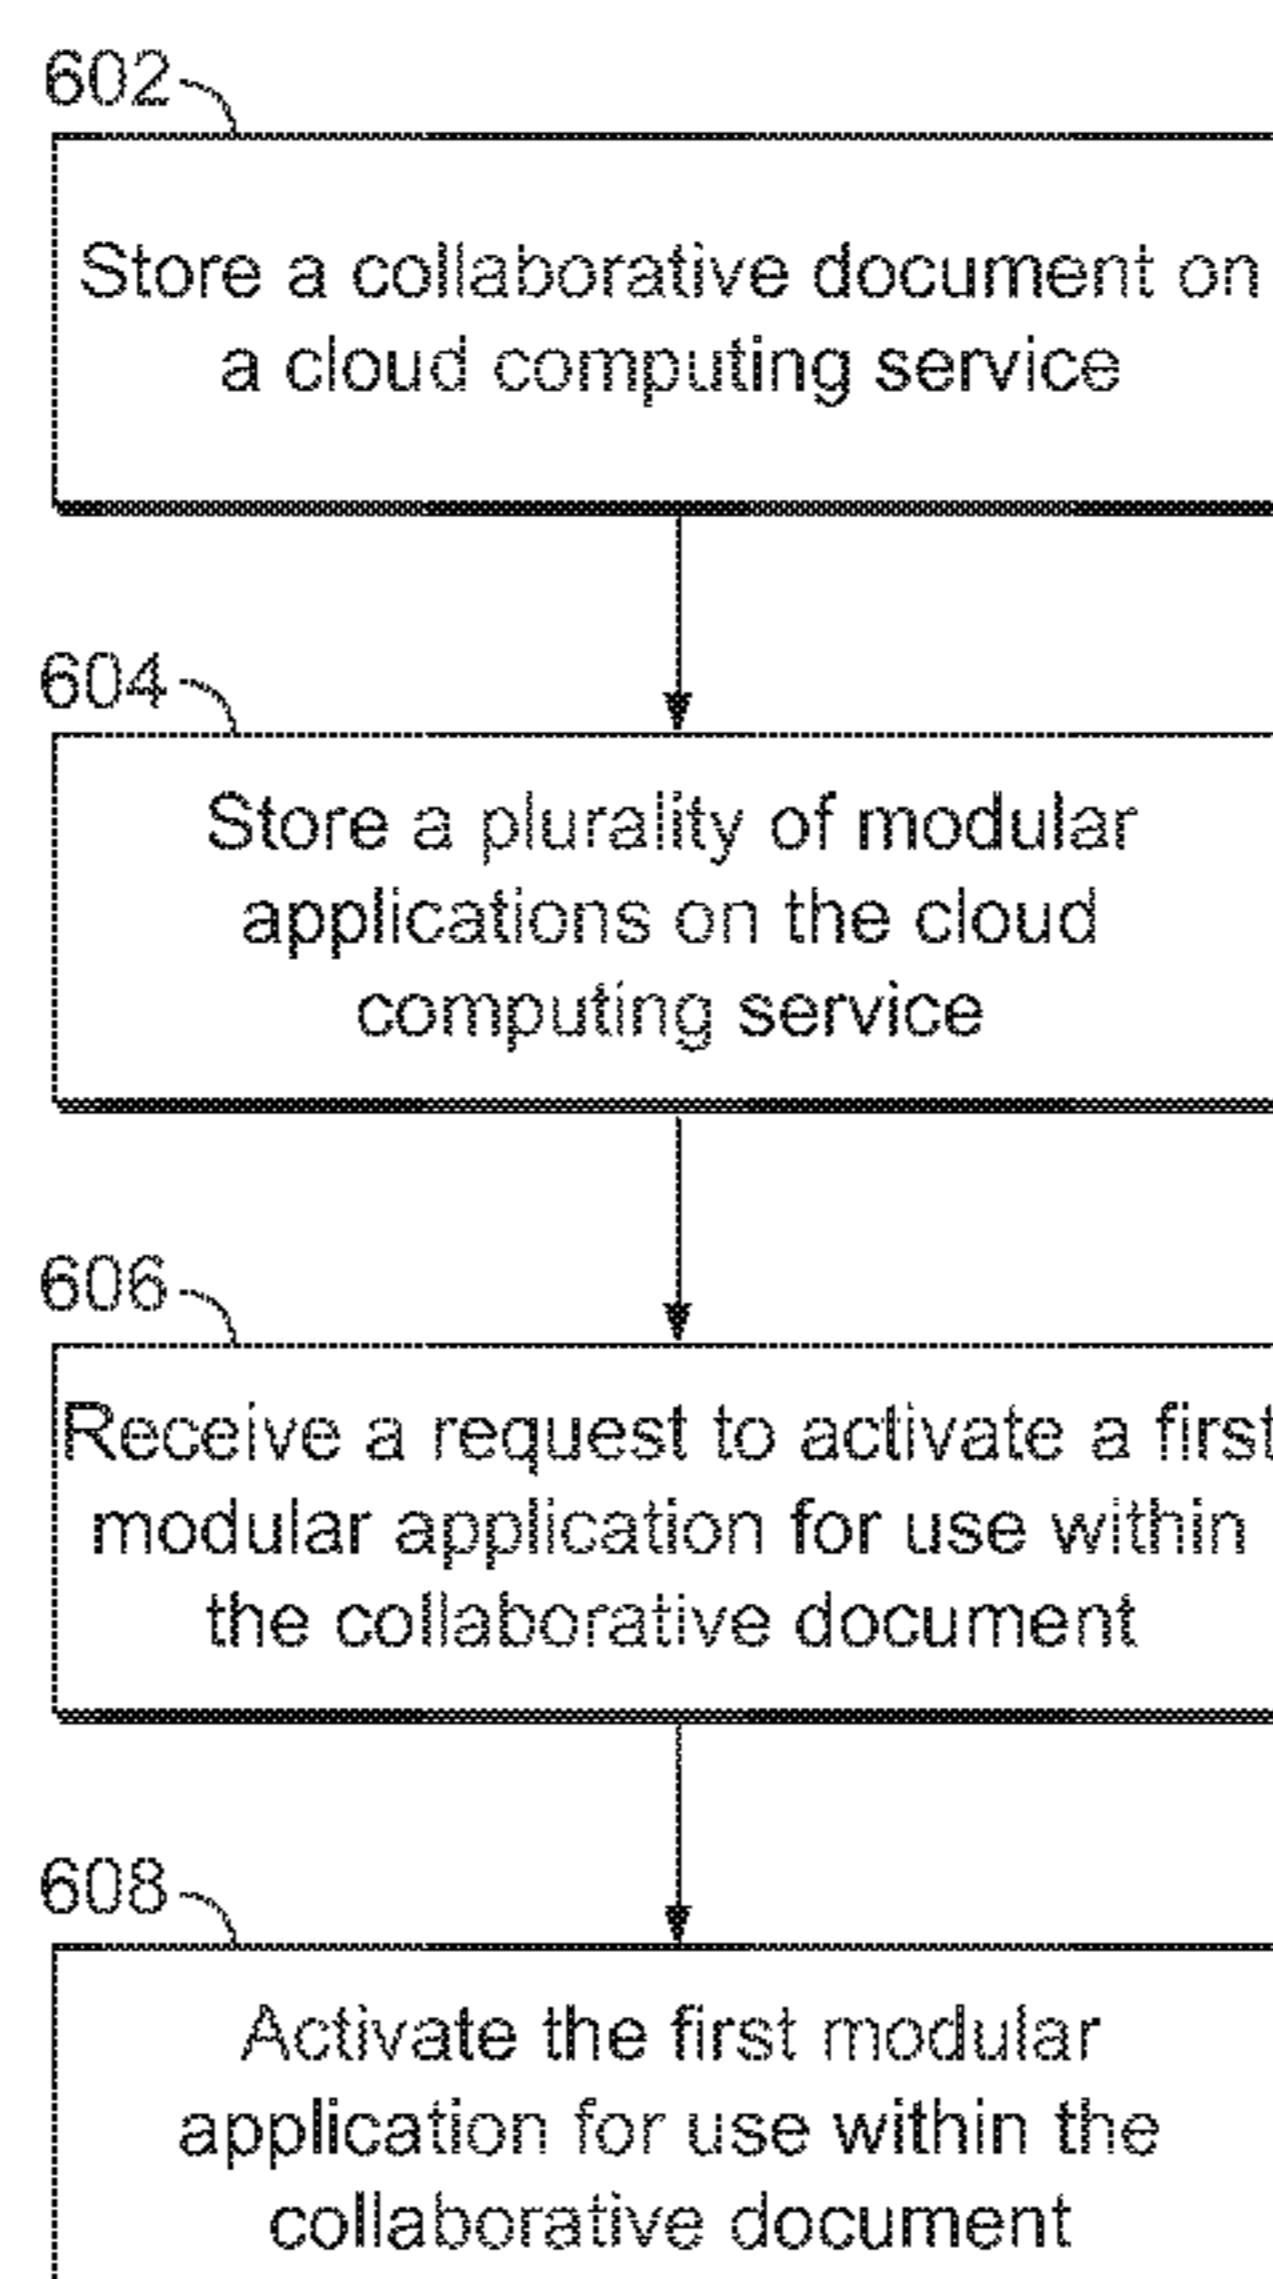 602
Store a collaborative document on
a cloud computing service
604
Store a plurality of modular
applications on the cloud
computing service
606
Receive a request to activate a first
modular application for use within
the collaborative document
608
Activate the first modular
application for use within the
collaborative document